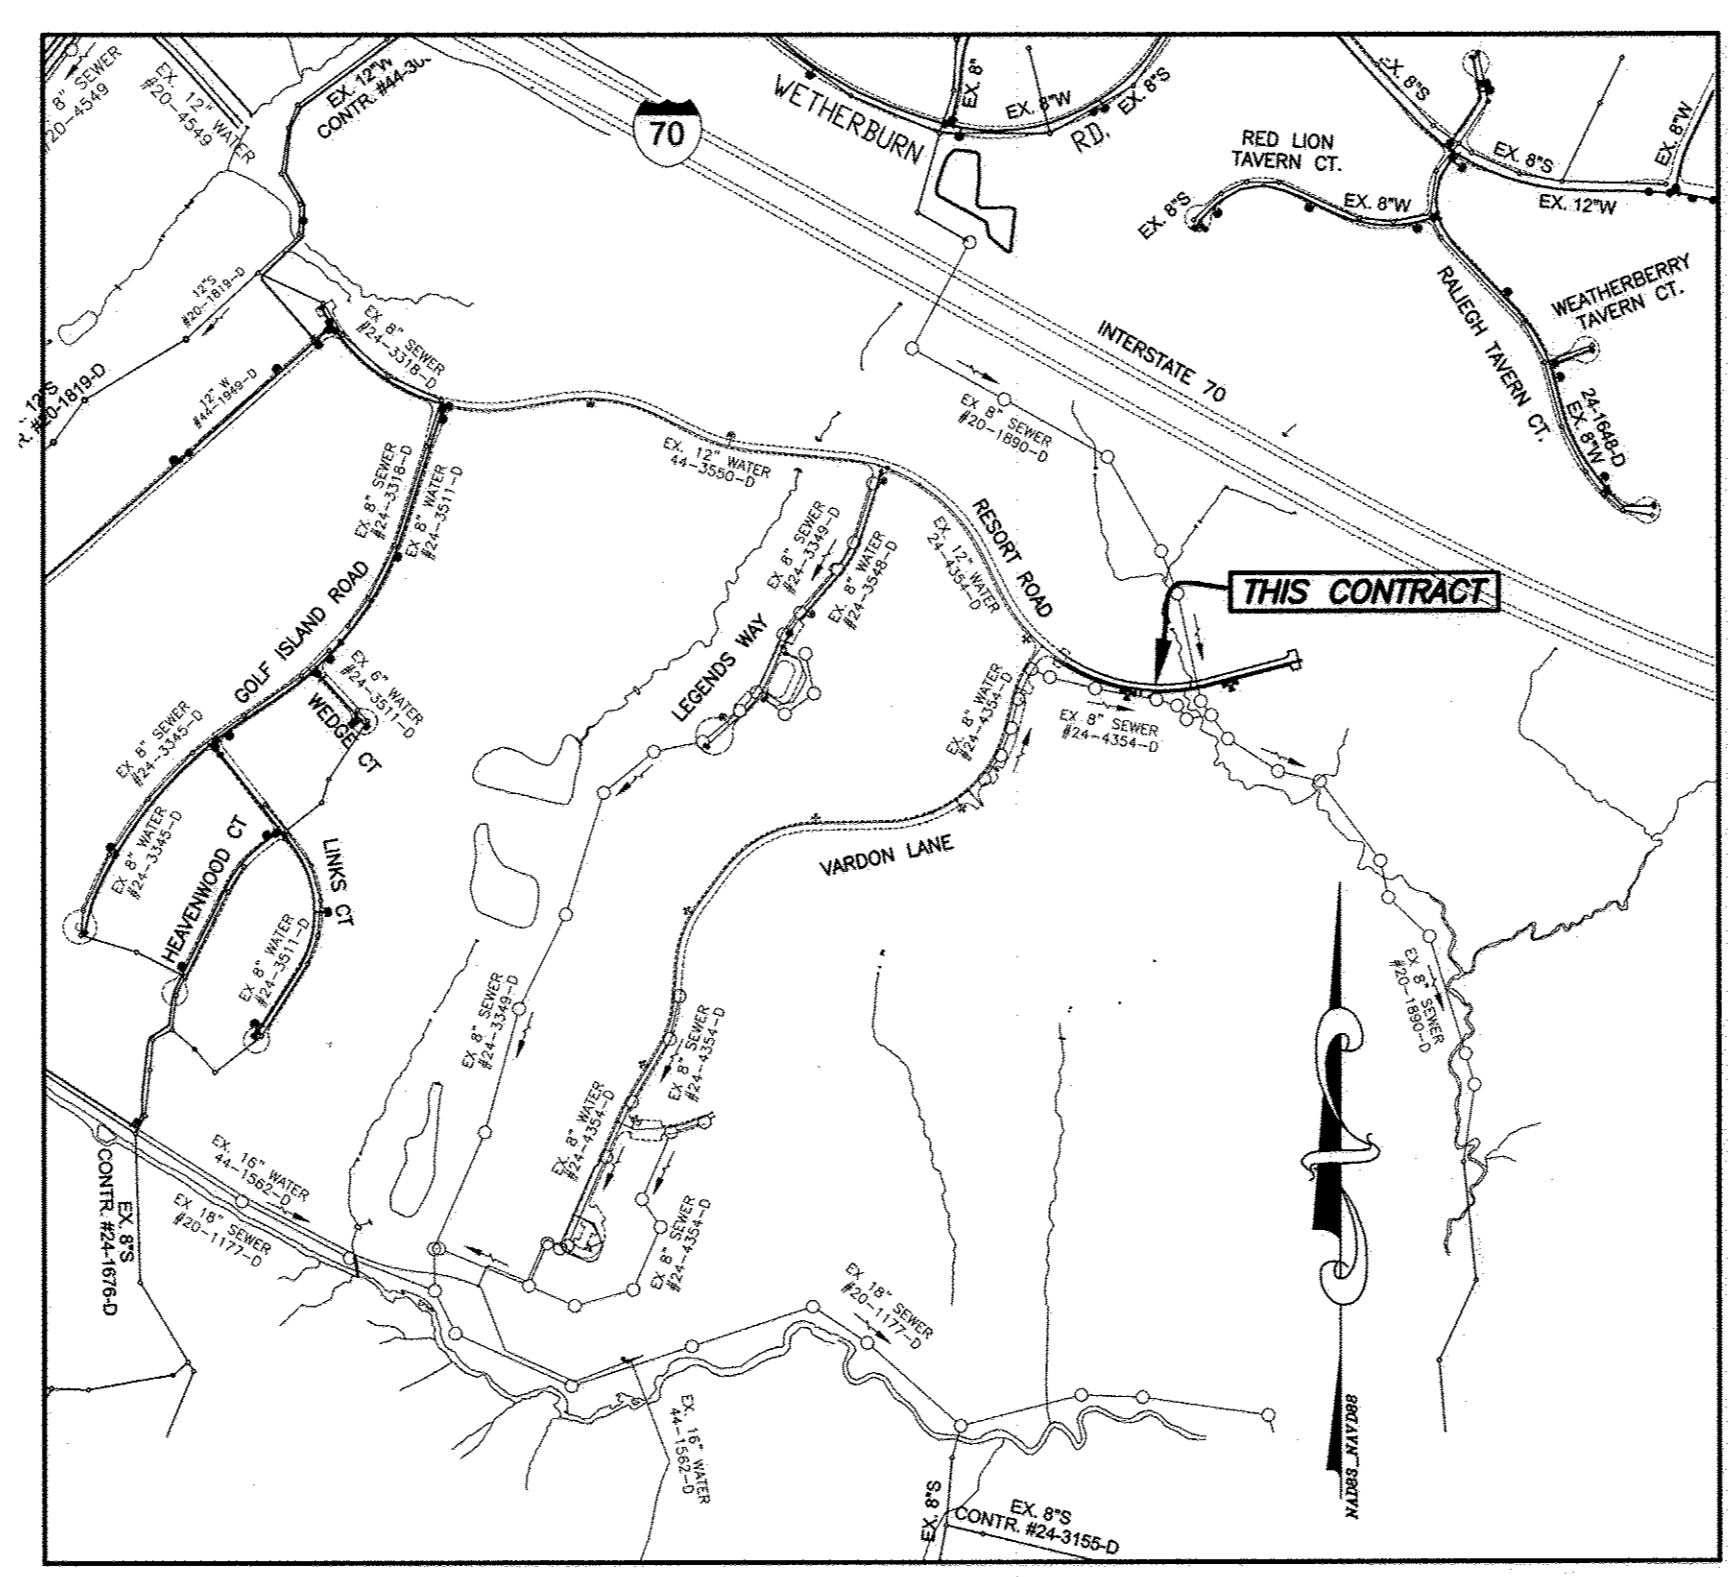 8" SEWER
#20-4549
EX. 12" WATER
#20-4549
EX. 12"W
70
WETHERBURN
RD.
EX. 8"
EX. 8"W
EX. 8"S
EX. 8"S
EX. 8"S
EX. 8"W
EX. 12"W
RED LION
TAVERN CT.
EX. 8"W
EX. 8"S
RALIEGH TAVERN CT.
WEATHERBERRY
TAVERN CT.
24-1648-D
EX. 8"W
INTERSTATE 70
12"S
#20-1819-D
12"S
#20-1819-D
12" W
#44-1949-D
EX 8" SEWER
#24-3318-D
EX 8" SEWER
#20-1890-D
EX. 12" WATER
44-3550-D
EX 8" SEWER
#24-3318-D
EX 8" WATER
#24-3511-D
EX 8" SEWER
#24-3349-D
EX 8" WATER
#24-3548-D
RESORT ROAD
EX. 12" WATER
24-4354-D
THIS CONTRACT
GOLF ISLAND ROAD
EX 6" WATER
#24-3511-D
WEDGE CT
LEGENDS WAY
EX. 8" WATER
#24-4354-D
EX 8" SEWER
#24-4354-D
EX 8" SEWER
#24-3345-D
EX 8" WATER
#24-3345-D
HEAVENWOOD CT
LINKS CT
VARDON LANE
EX 8" WATER
#24-3511-D
EX 8" SEWER
#24-3349-D
EX 8" SEWER
#24-4354-D
EX 8" SEWER
#20-1890-D
EX. 8" WATER
#24-4354-D
EX. 16" WATER
44-1562-D
EX 18" SEWER
#20-1177-D
EX. 8"S
CONTR. #24-1676-D
EX 8" SEWER
#24-4354-D
EX 18" SEWER
#20-1177-D
EX. 16" WATER
44-1562-D
EX. 8"S
EX. 8"S
CONTR. #24-3155-D